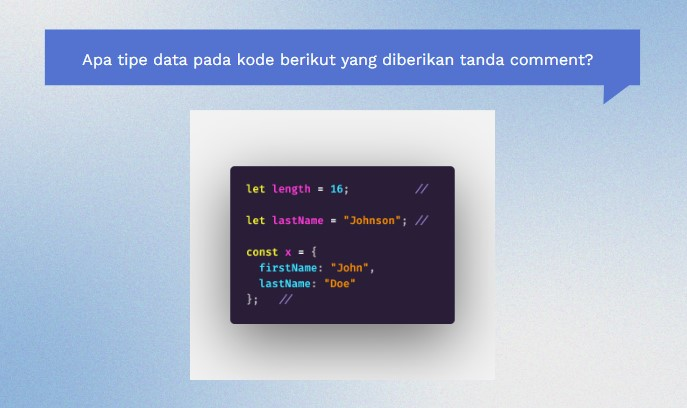 Apa tipe data pada kode berikut yang diberikan tanda comment?
let length = 16; //
let lastName = "Johnson"; //
const x = {
firstName: "John",
lastName: "Doe"
}; //